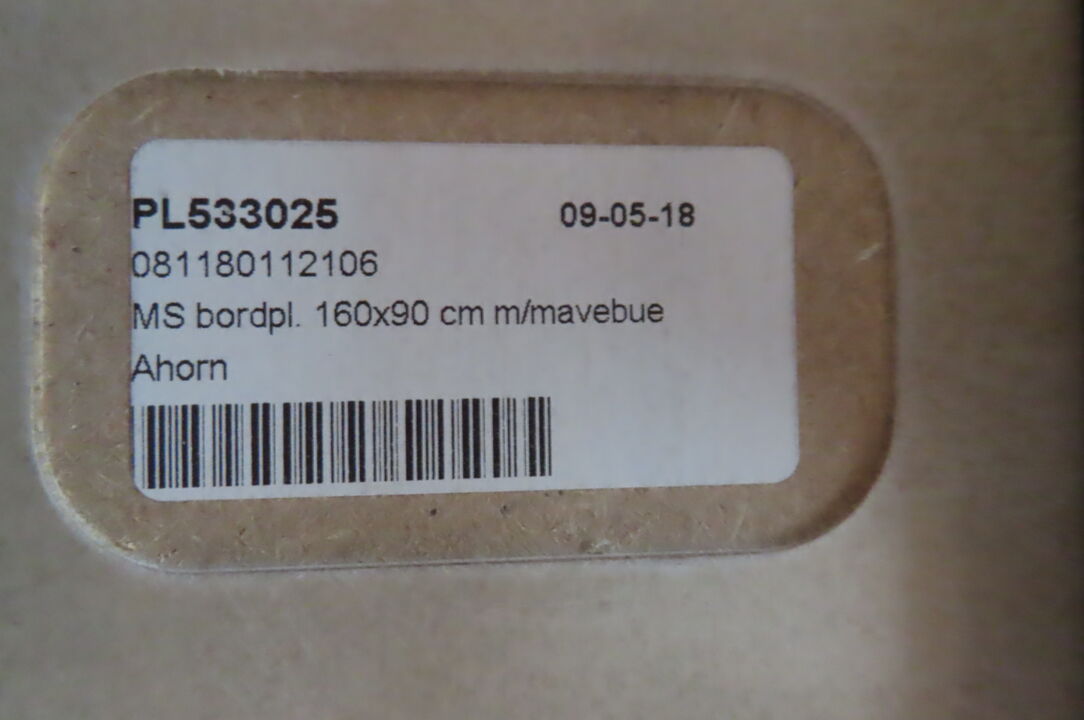 PL533025 09-05-18
081180112106
MS bordpl. 160x90 cm m/mavebue
Ahorn